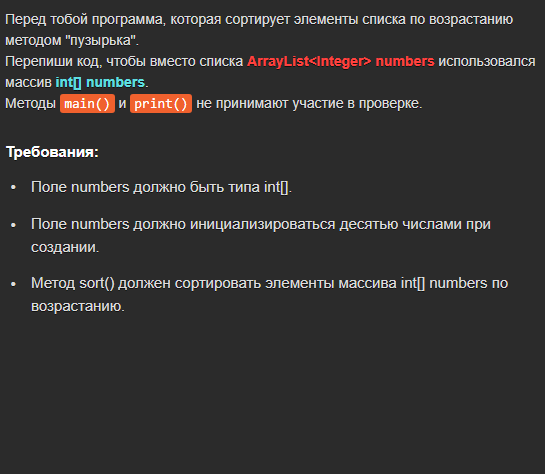 Перед тобой программа, которая сортирует элементы списка по возрастанию
методом "пузырька".
Перепиши код, чтобы вместо списка ArrayList<Integer> numbers использовался
массив int[] numbers.
Методы main() и print() не принимают участие в проверке.
Требования:
• Поле numbers должно быть типа int[].
• Поле numbers должно инициализироваться десятью числами при
создании.
• Метод sort() должен сортировать элементы массива int[] numbers по
возрастанию.